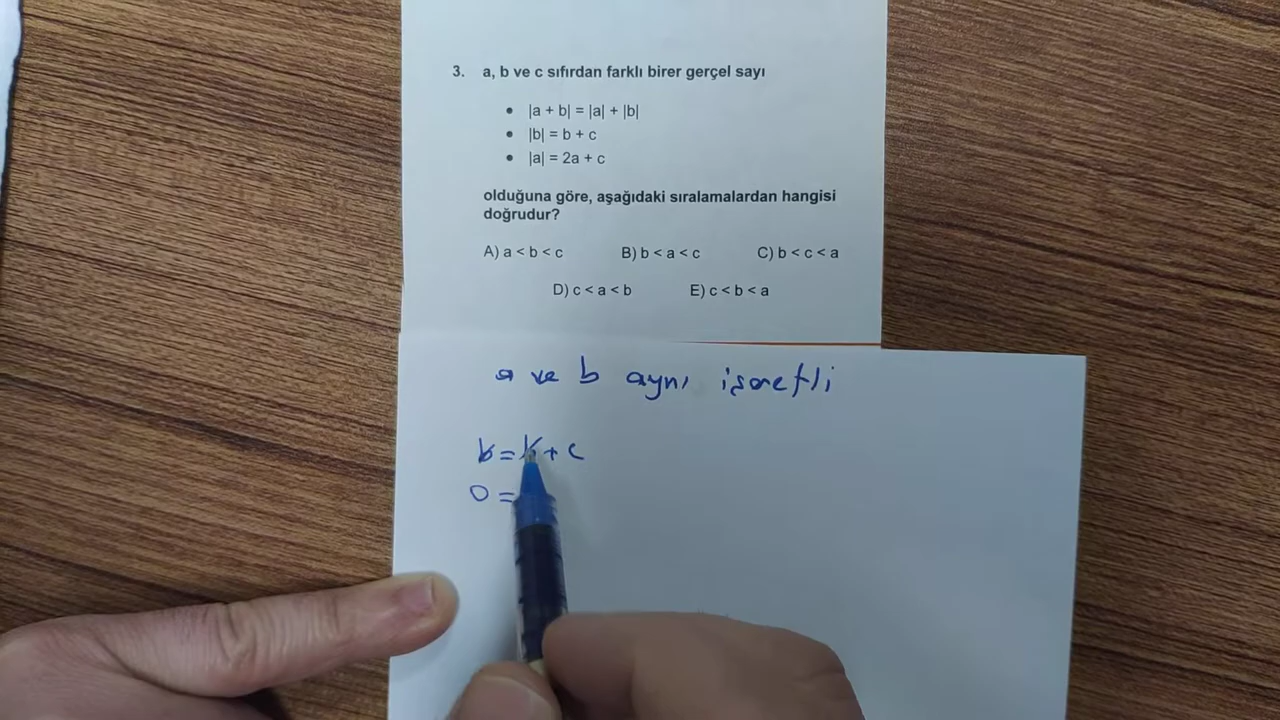 3. a, b ve c sıfırdan farklı birer gerçel sayı
• |a + b| = |a| + |b|
• |b| = b + c
• |a| = 2a + c
olduğuna göre, aşağıdaki sıralamalardan hangisi
doğrudur?
A) a < b < c B) b < a < c C) b < c < a
D) c < a < b E) c < b < a
a ve b aynı işaretli
b = b + c
0 =